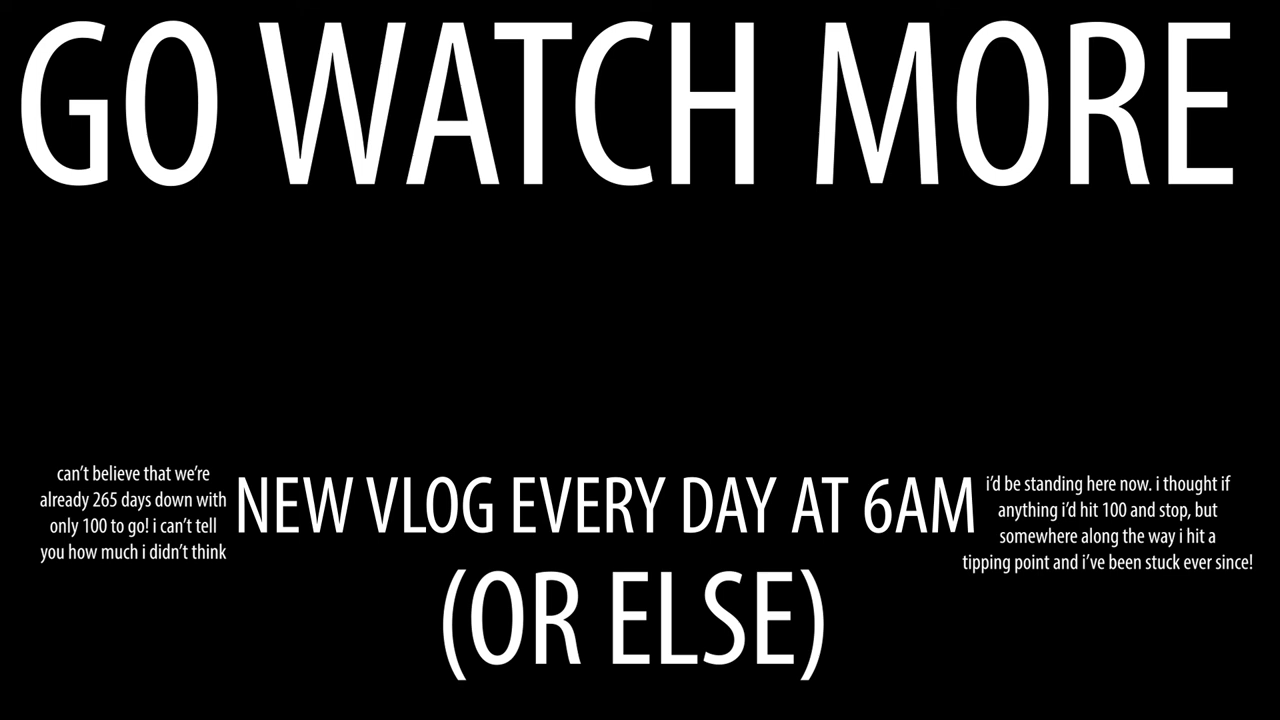 GO WATCH MORE
can't believe that we're
already 265 days down with
only 100 to go! i can't tell
you how much i didn't think
NEW VLOG EVERY DAY AT 6AM
(OR ELSE)
i'd be standing here now. i thought if
anything i'd hit 100 and stop, but
somewhere along the way i hit a
tipping point and i've been stuck ever since!